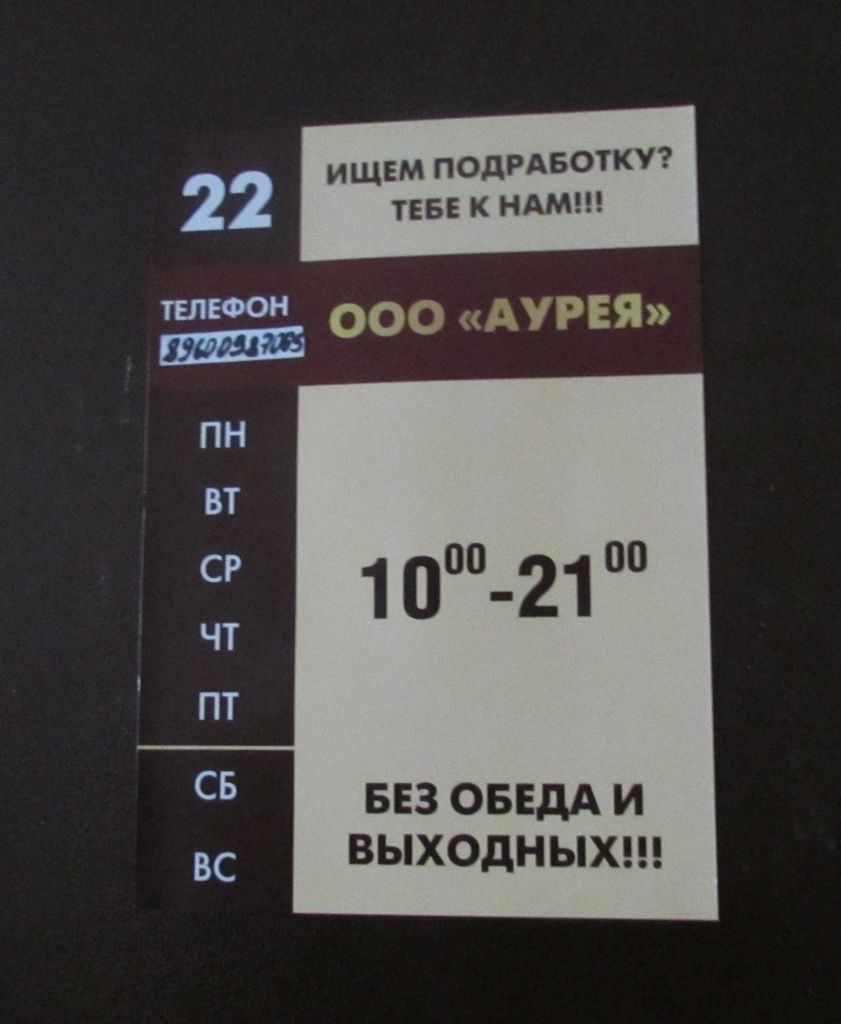 22
ИЩЕМ ПОДРАБОТКУ?
ТЕБЕ К НАМ!!!
ТЕЛЕФОН
ООО «АУРЕЯ»
ПН
ВТ
СР
ЧТ
ПТ
10⁰⁰-21⁰⁰
СБ
ВС
БЕЗ ОБЕДА И
ВЫХОДНЫХ!!!